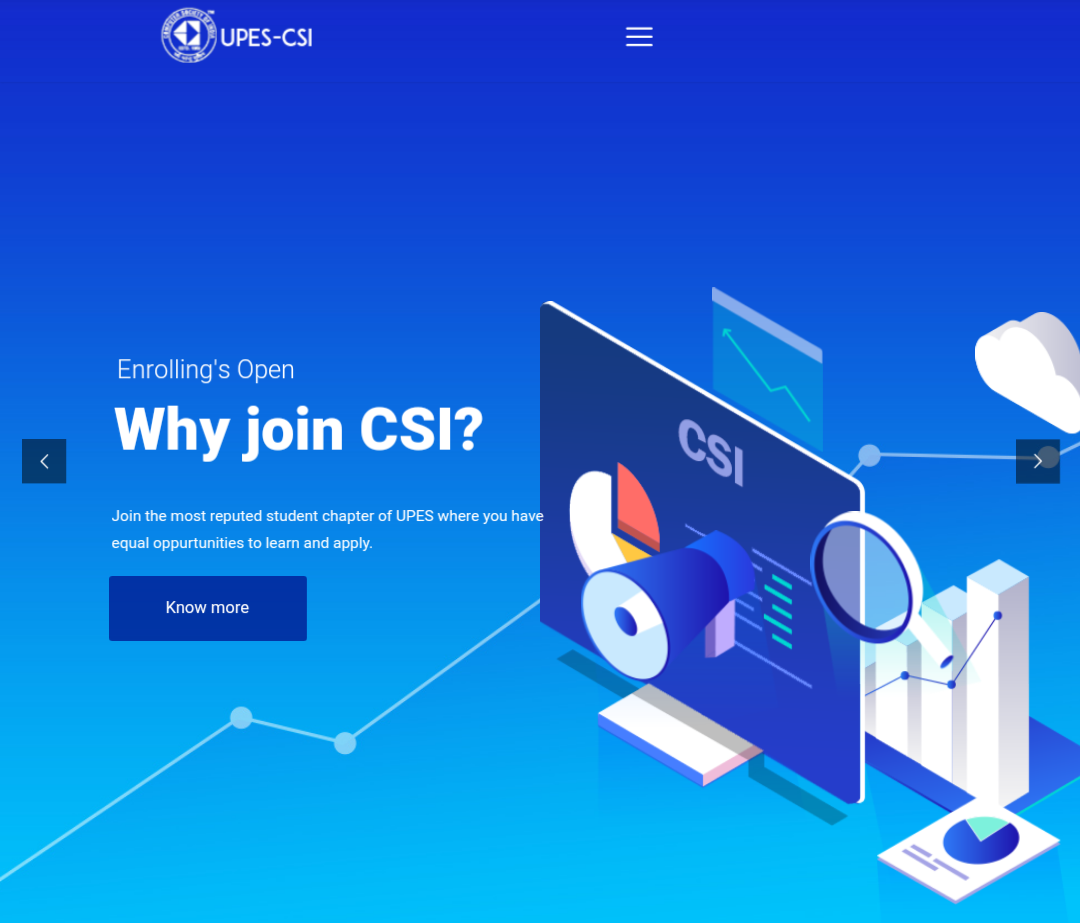 UPES-CSI
Enrolling's Open
Why join CSI?
Join the most reputed student chapter of UPES where you have
equal oppurtunities to learn and apply.
Know more
CSI